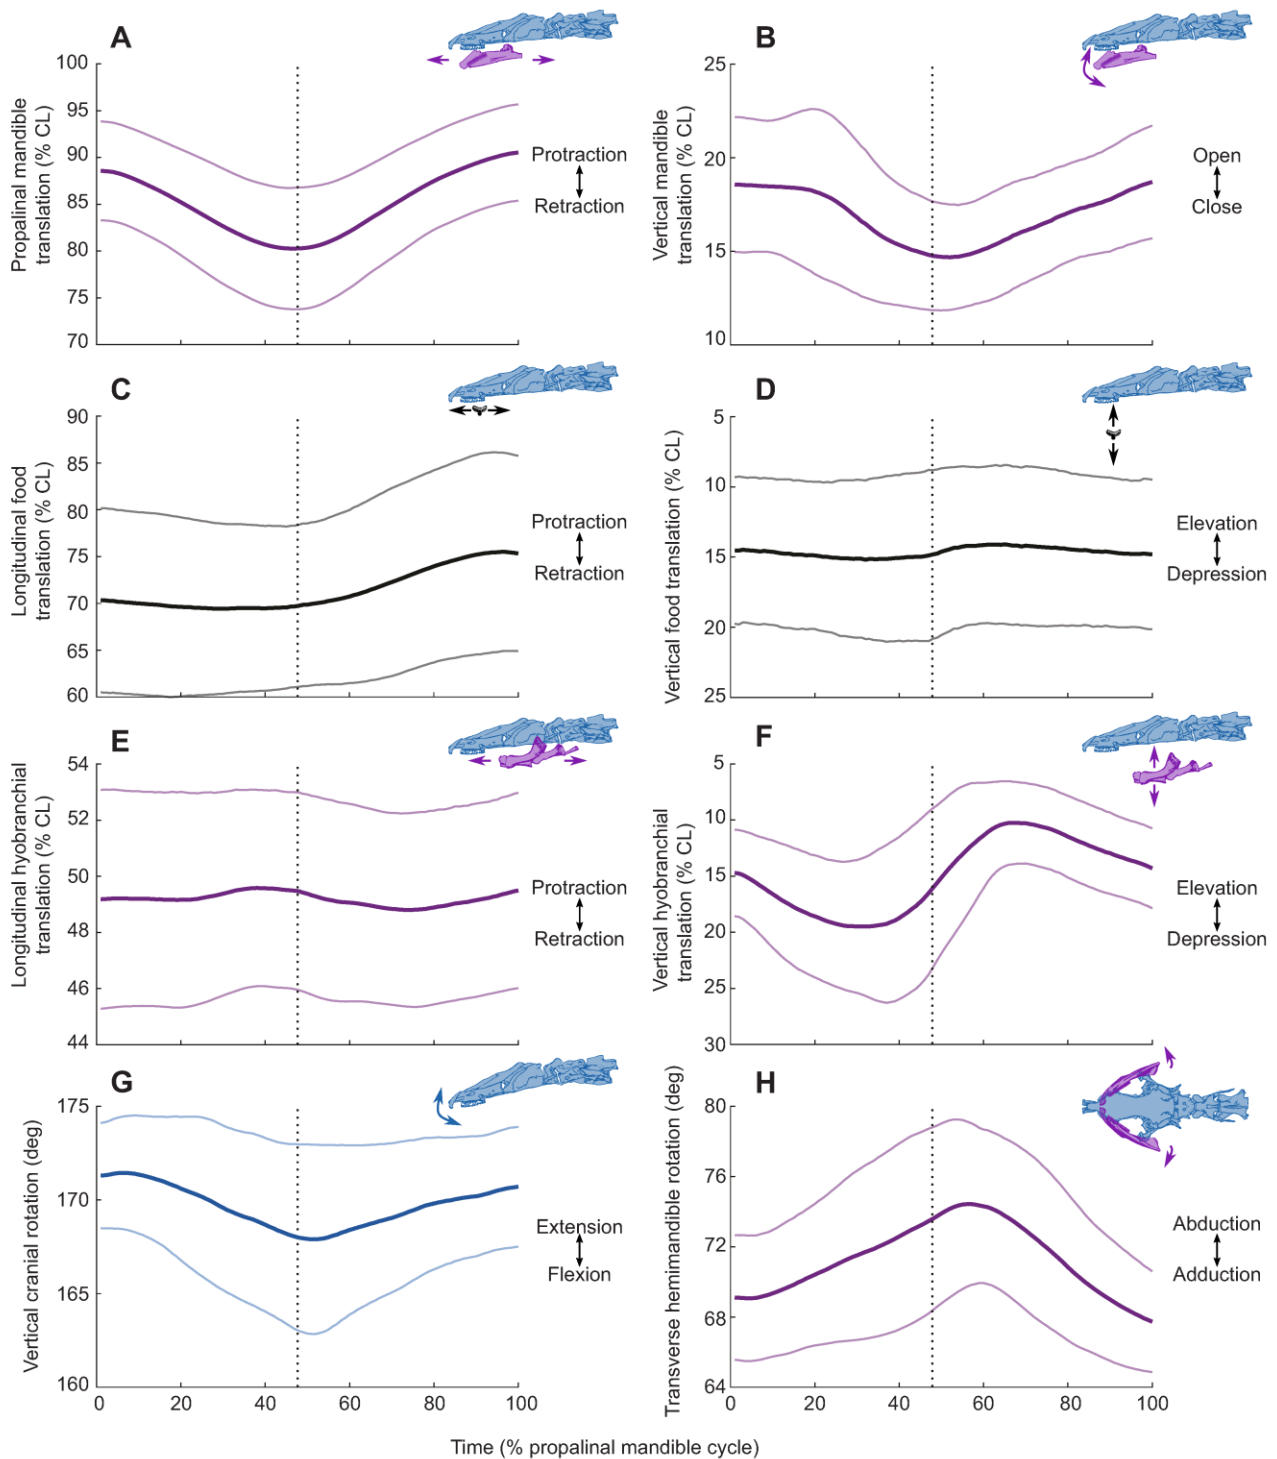 A
Propalinal mandible
translation (% CL)
100
95
90
85
80
75
70
Protraction
Retraction
B
Vertical mandible
translation (% CL)
25
20
15
10
Open
Close
C
Longitudinal food
translation (% CL)
90
85
80
75
70
65
60
Protraction
Retraction
D
Vertical food translation (% CL)
5
10
15
20
25
Elevation
Depression
E
Longitudinal hyobranchial
translation (% CL)
54
52
50
48
46
44
Protraction
Retraction
F
Vertical hyobranchial
translation (% CL)
5
10
15
20
25
30
Elevation
Depression
G
Vertical cranial rotation (deg)
175
170
165
160
Extension
Flexion
0 20 40 60 80 100
H
Transverse hemimandible rotation (deg)
80
76
72
68
64
Abduction
Adduction
0 20 40 60 80 100
Time (% propalinal mandible cycle)